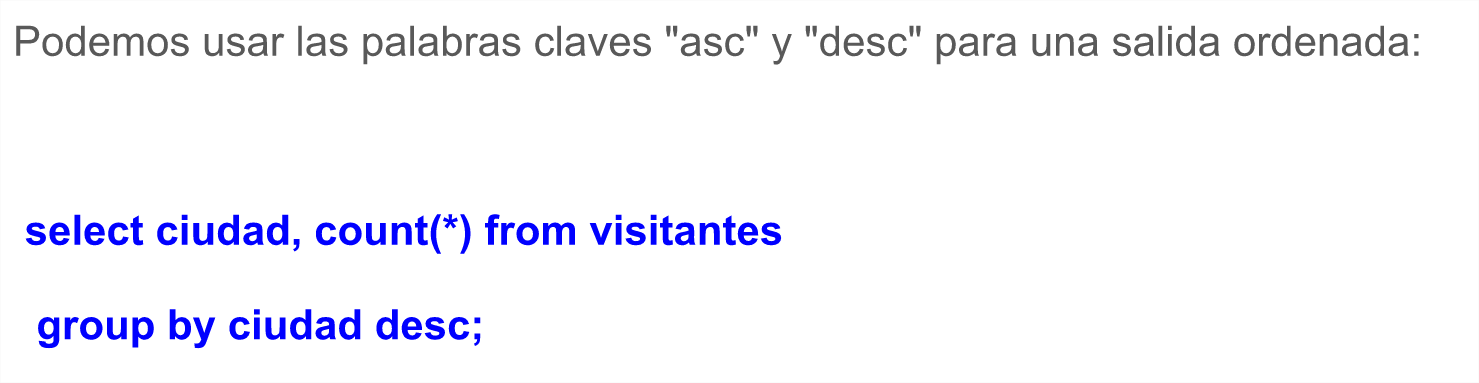 Podemos usar las palabras claves "asc" y "desc" para una salida ordenada:
select ciudad, count(*) from visitantes
group by ciudad desc;